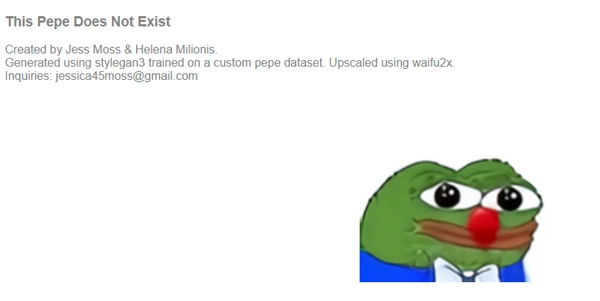 This Pepe Does Not Exist
Created by Jess Moss & Helena Milionis.
Generated using stylegan3 trained on a custom pepe dataset. Upscaled using waifu2x.
Inquiries: jessica45moss@gmail.com